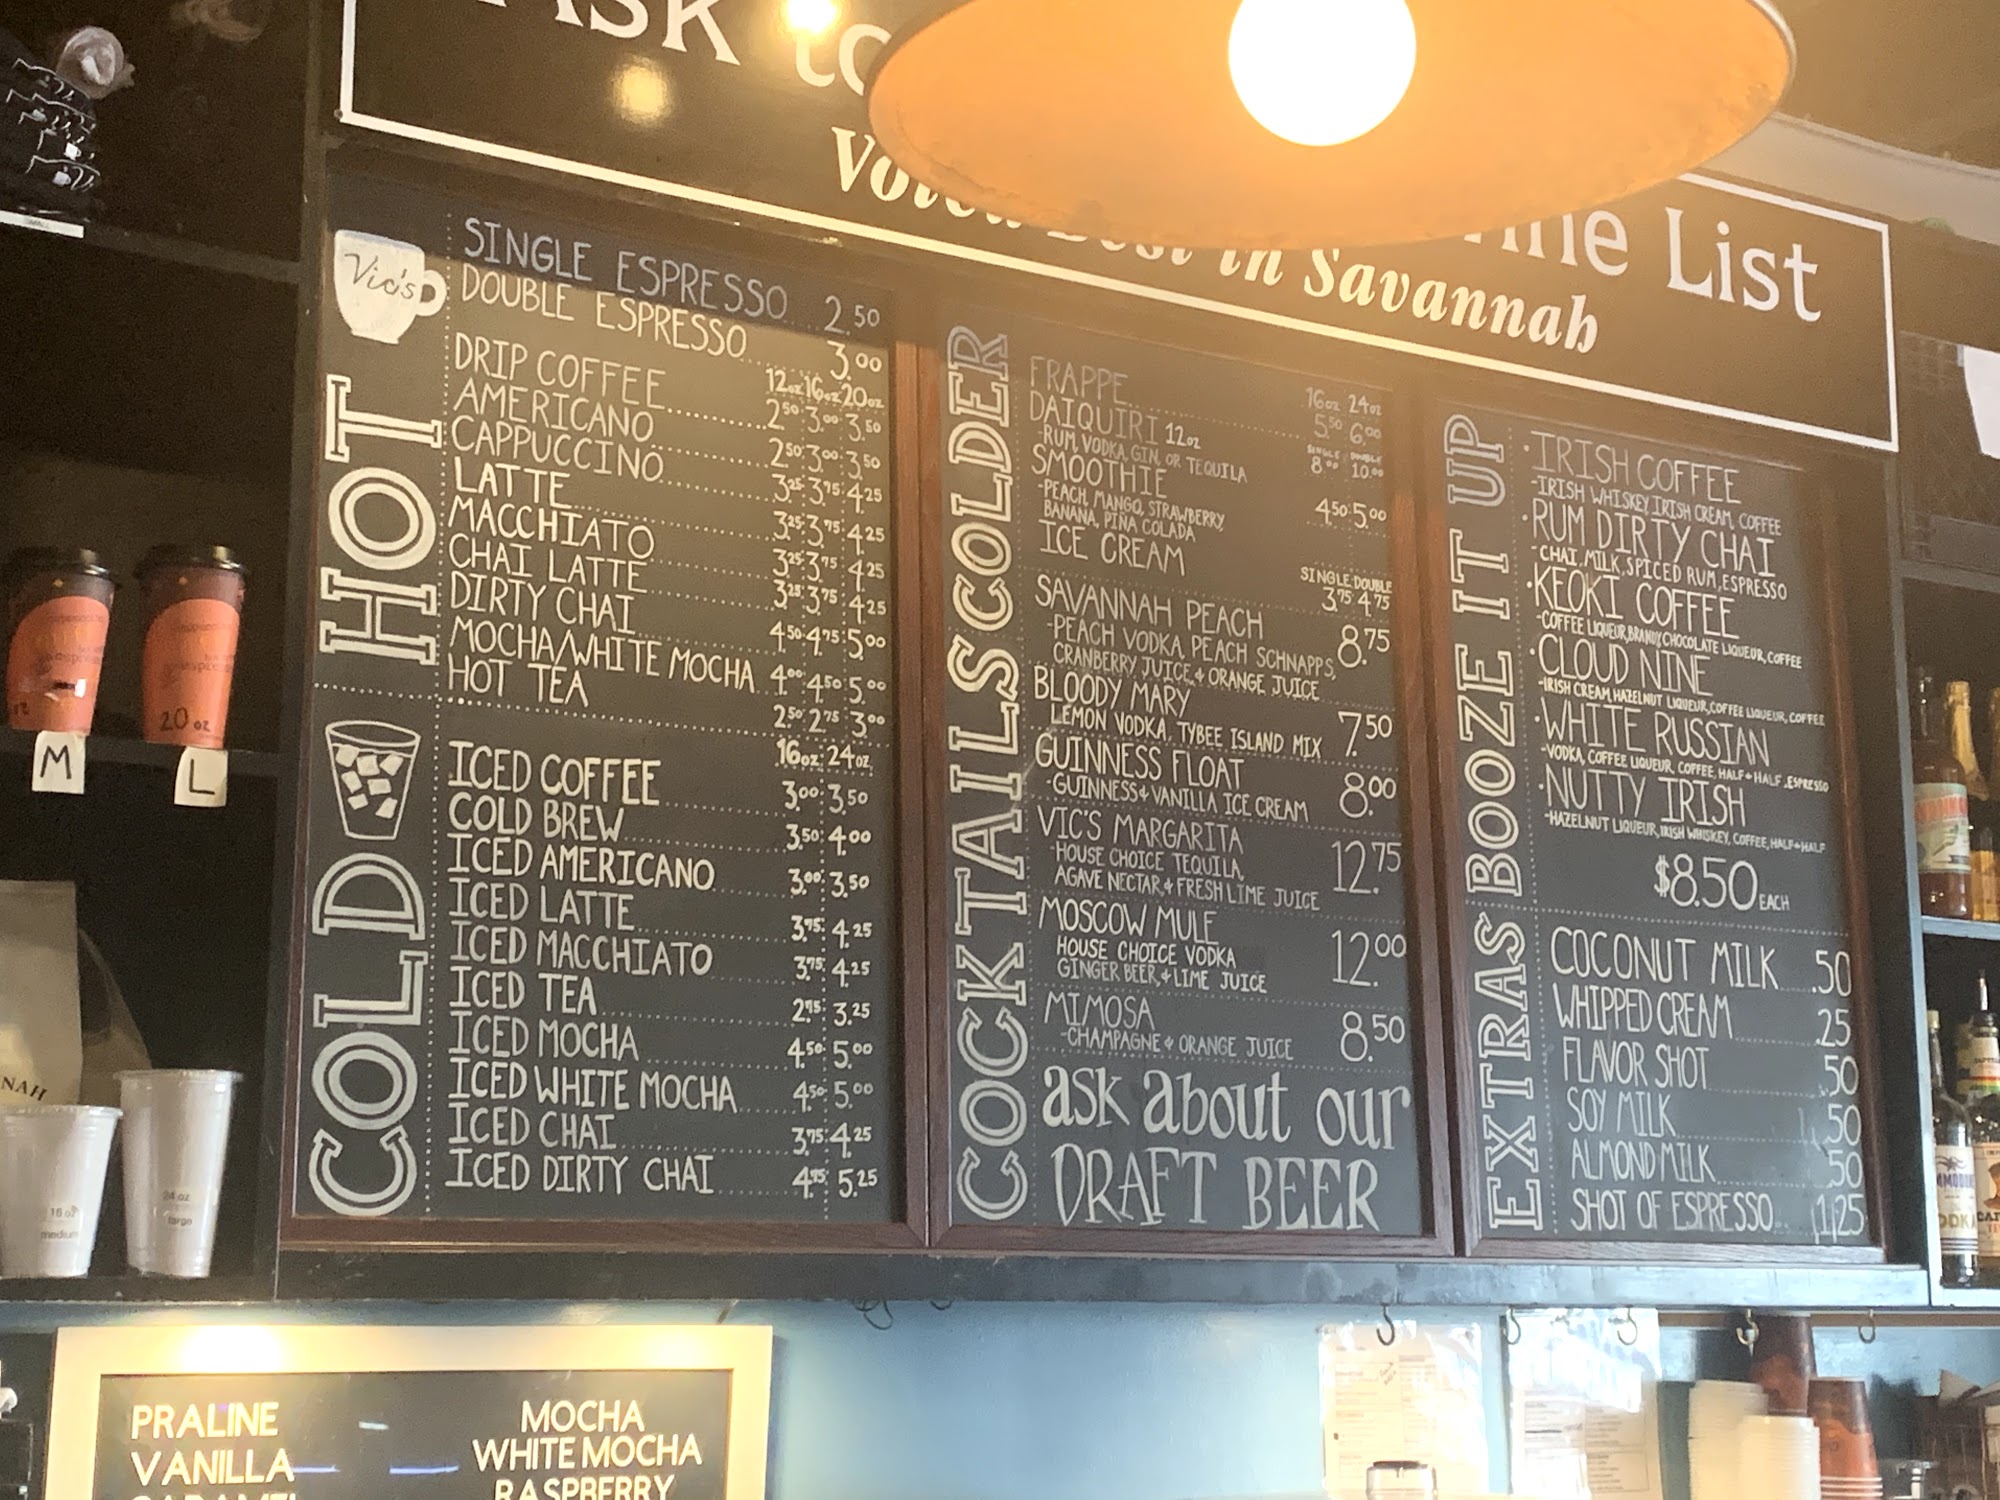 Ask to
ine List
Voted Best in Savannah
Vic's
HOT
SINGLE ESPRESSO 2.50
DOUBLE ESPRESSO 3.00
12oz 16oz 20oz
DRIP COFFEE 2.50 3.00 3.50
AMERICANO 2.50 3.00 3.50
CAPPUCCINO 3.25 3.75 4.25
LATTE 3.25 3.75 4.25
MACCHIATO 3.25 3.75 4.25
CHAI LATTE 3.25 3.75 4.25
DIRTY CHAI 4.50 4.75 5.00
MOCHA/WHITE MOCHA 4.00 4.50 5.00
HOT TEA 2.50 2.75 3.00
COLD
16oz 24oz
ICED COFFEE 3.00 3.50
COLD BREW 3.50 4.00
ICED AMERICANO 3.00 3.50
ICED LATTE 3.75 4.25
ICED MACCHIATO 3.75 4.25
ICED TEA 2.75 3.25
ICED MOCHA 4.50 5.00
ICED WHITE MOCHA 4.50 5.00
ICED CHAI 3.75 4.25
ICED DIRTY CHAI 4.75 5.25
COLDER
16oz 24oz
FRAPPE 5.50 6.00
SINGLE DOUBLE
DAIQUIRI 12oz 8.00 10.00
-RUM, VODKA, GIN, OR TEQUILA
SMOOTHIE 4.50 5.00
-PEACH, MANGO, STRAWBERRY,
BANANA, PINA COLADA
SINGLE DOUBLE
ICE CREAM 3.75 4.75
COCKTAILS
SAVANNAH PEACH 8.75
-PEACH VODKA, PEACH SCHNAPPS,
CRANBERRY JUICE, & ORANGE JUICE
BLOODY MARY 7.50
LEMON VODKA, TYBEE ISLAND MIX
GUINNESS FLOAT 8.00
-GUINNESS & VANILLA ICE CREAM
VIC'S MARGARITA 12.75
-HOUSE CHOICE TEQUILA,
AGAVE NECTAR, & FRESH LIME JUICE
MOSCOW MULE 12.00
HOUSE CHOICE VODKA
GINGER BEER, & LIME JUICE
MIMOSA 8.50
-CHAMPAGNE & ORANGE JUICE
ask about our
DRAFT BEER
BOOZE IT UP
·IRISH COFFEE
-IRISH WHISKEY, IRISH CREAM, COFFEE
·RUM DIRTY CHAI
-CHAI, MILK, SPICED RUM, ESPRESSO
·KEOKI COFFEE
-COFFEE LIQUEUR, BRANDY, CHOCOLATE LIQUEUR, COFFEE
·CLOUD NINE
-IRISH CREAM, HAZELNUT LIQUEUR, COFFEE LIQUEUR, COFFEE
·WHITE RUSSIAN
-VODKA, COFFEE LIQUEUR, COFFEE, HALF+HALF, ESPRESSO
·NUTTY IRISH
-HAZELNUT LIQUEUR, IRISH WHISKEY, COFFEE, HALF+HALF
$8.50 EACH
EXTRAS
COCONUT MILK .50
WHIPPED CREAM .25
FLAVOR SHOT .50
SOY MILK .50
ALMOND MILK .50
SHOT OF ESPRESSO 1.25
20 oz
M
L
NAH
16 oz
medium
24 oz
large
PRALINE
VANILLA
CARAMEL
MOCHA
WHITE MOCHA
RASPBERRY